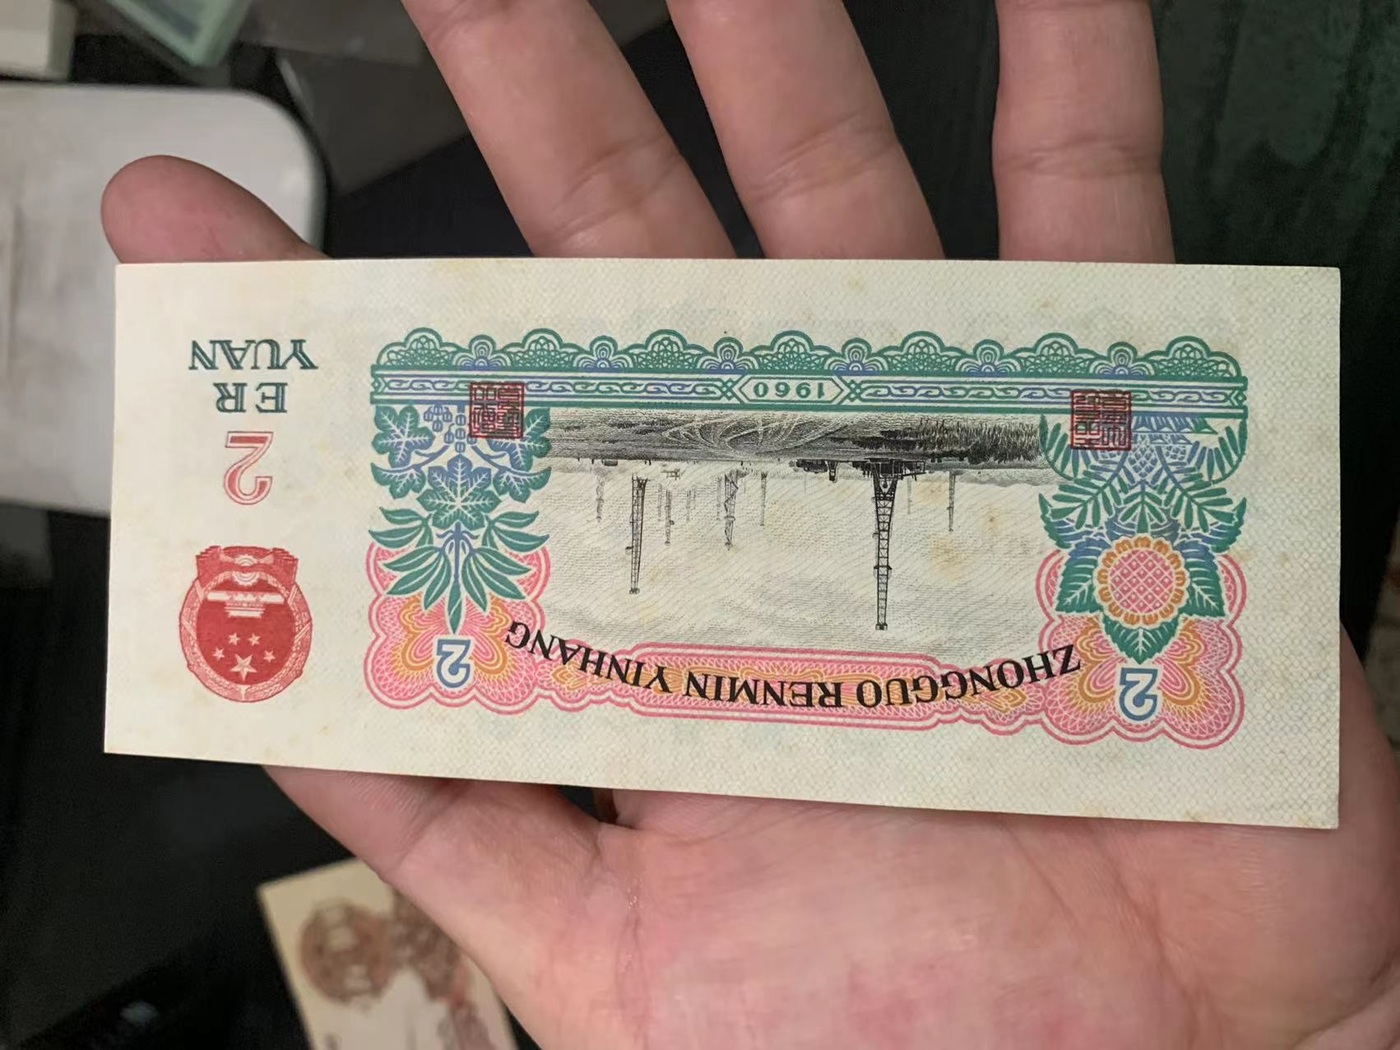 ZHONGGUO RENMIN YINHANG
2
2
1960
2
ER
YUAN